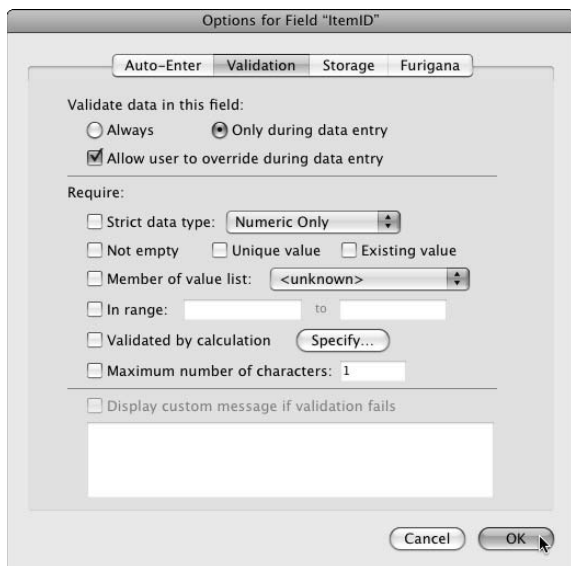 Options for Field “ItemID”
Auto-Enter Validation Storage Furigana
Validate data in this field:
Always Only during data entry
Allow user to override during data entry
Require:
Strict data type: Numeric Only
Not empty Unique value Existing value
Member of value list: <unknown>
In range: to
Validated by calculation Specify...
Maximum number of characters: 1
Display custom message if validation fails
Cancel OK